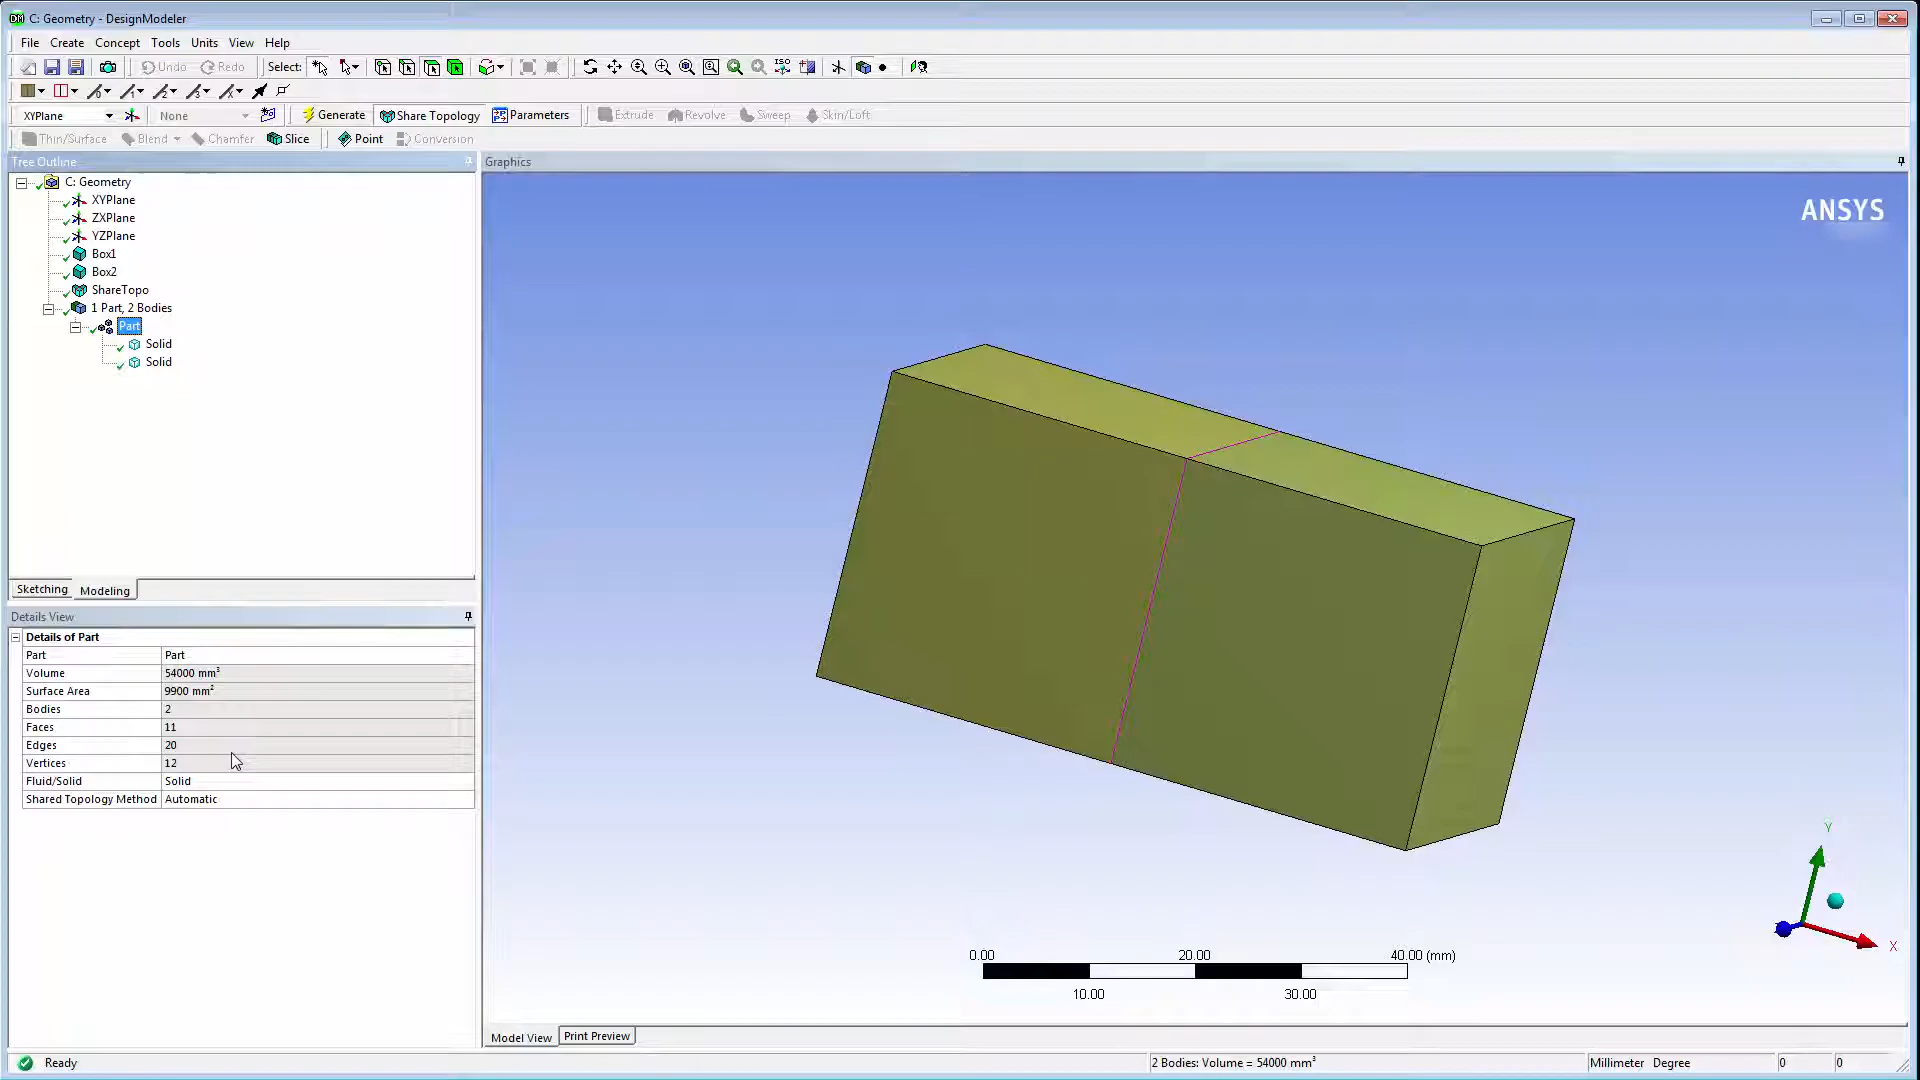 C: Geometry - DesignModeler
File Create Concept Tools Units View Help
Undo Redo Select: ISO
XYPlane None Generate Share Topology Parameters Extrude Revolve Sweep Skin/Loft
Thin/Surface Blend Chamfer Slice Point Conversion
Tree Outline
C: Geometry
XYPlane
ZXPlane
YZPlane
Box1
Box2
ShareTopo
1 Part, 2 Bodies
Part
Solid
Solid
Sketching Modeling
Details View
Details of Part
Part Part
Volume 54000 mm³
Surface Area 9900 mm²
Bodies 2
Faces 11
Edges 20
Vertices 12
Fluid/Solid Solid
Shared Topology Method Automatic
Graphics
ANSYS
Y
X
0.00 20.00 40.00 (mm)
10.00 30.00
Model View Print Preview
Ready 2 Bodies: Volume = 54000 mm³ Millimeter Degree 0 0